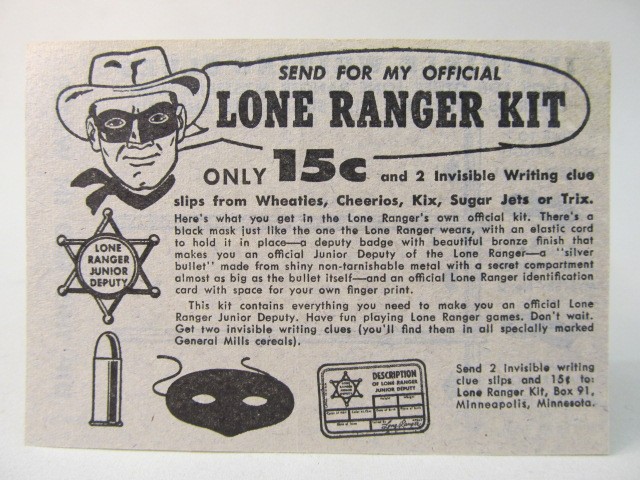 SEND FOR MY OFFICIAL
LONE RANGER KIT
ONLY 15c and 2 Invisible Writing clue
slips from Wheaties, Cheerios, Kix, Sugar Jets or Trix.
Here's what you get in the Lone Ranger's own official kit. There's a
black mask just like the one the Lone Ranger wears, with an elastic cord
to hold it in place—a deputy badge with beautiful bronze finish that
makes you an official Junior Deputy of the Lone Ranger—a "silver
bullet" made from shiny non-tarnishable metal with a secret compartment
almost as big as the bullet itself—and an official Lone Ranger identification
card with space for your own finger print.
This kit contains everything you need to make you an official Lone
Ranger Junior Deputy. Have fun playing Lone Ranger games. Don't wait.
Get two invisible writing clues (you'll find them in all specially marked
General Mills cereals).
LONE
RANGER
JUNIOR
DEPUTY
DESCRIPTION
OF LONE RANGER
JUNIOR DEPUTY
Send 2 invisible writing
clue slips and 15¢ to:
Lone Ranger Kit, Box 91,
Minneapolis, Minnesota.